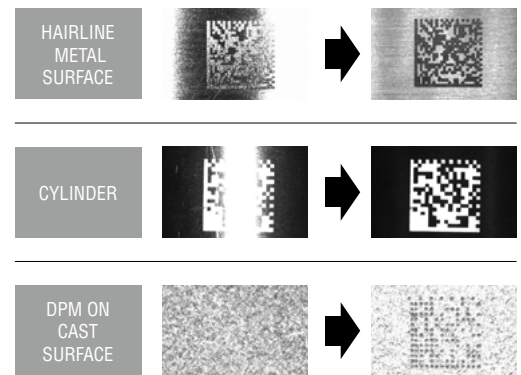 HAIRLINE
METAL
SURFACE
CYLINDER
DPM ON
CAST
SURFACE